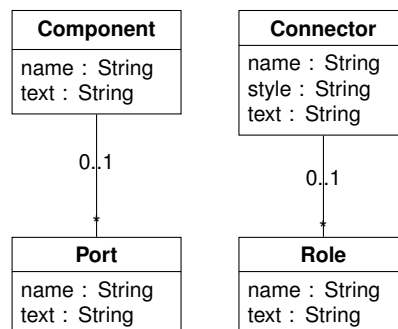 Component
name : String
text : String
Connector
name : String
style : String
text : String
0..1
0..1
*
*
Port
name : String
text : String
Role
name : String
text : String